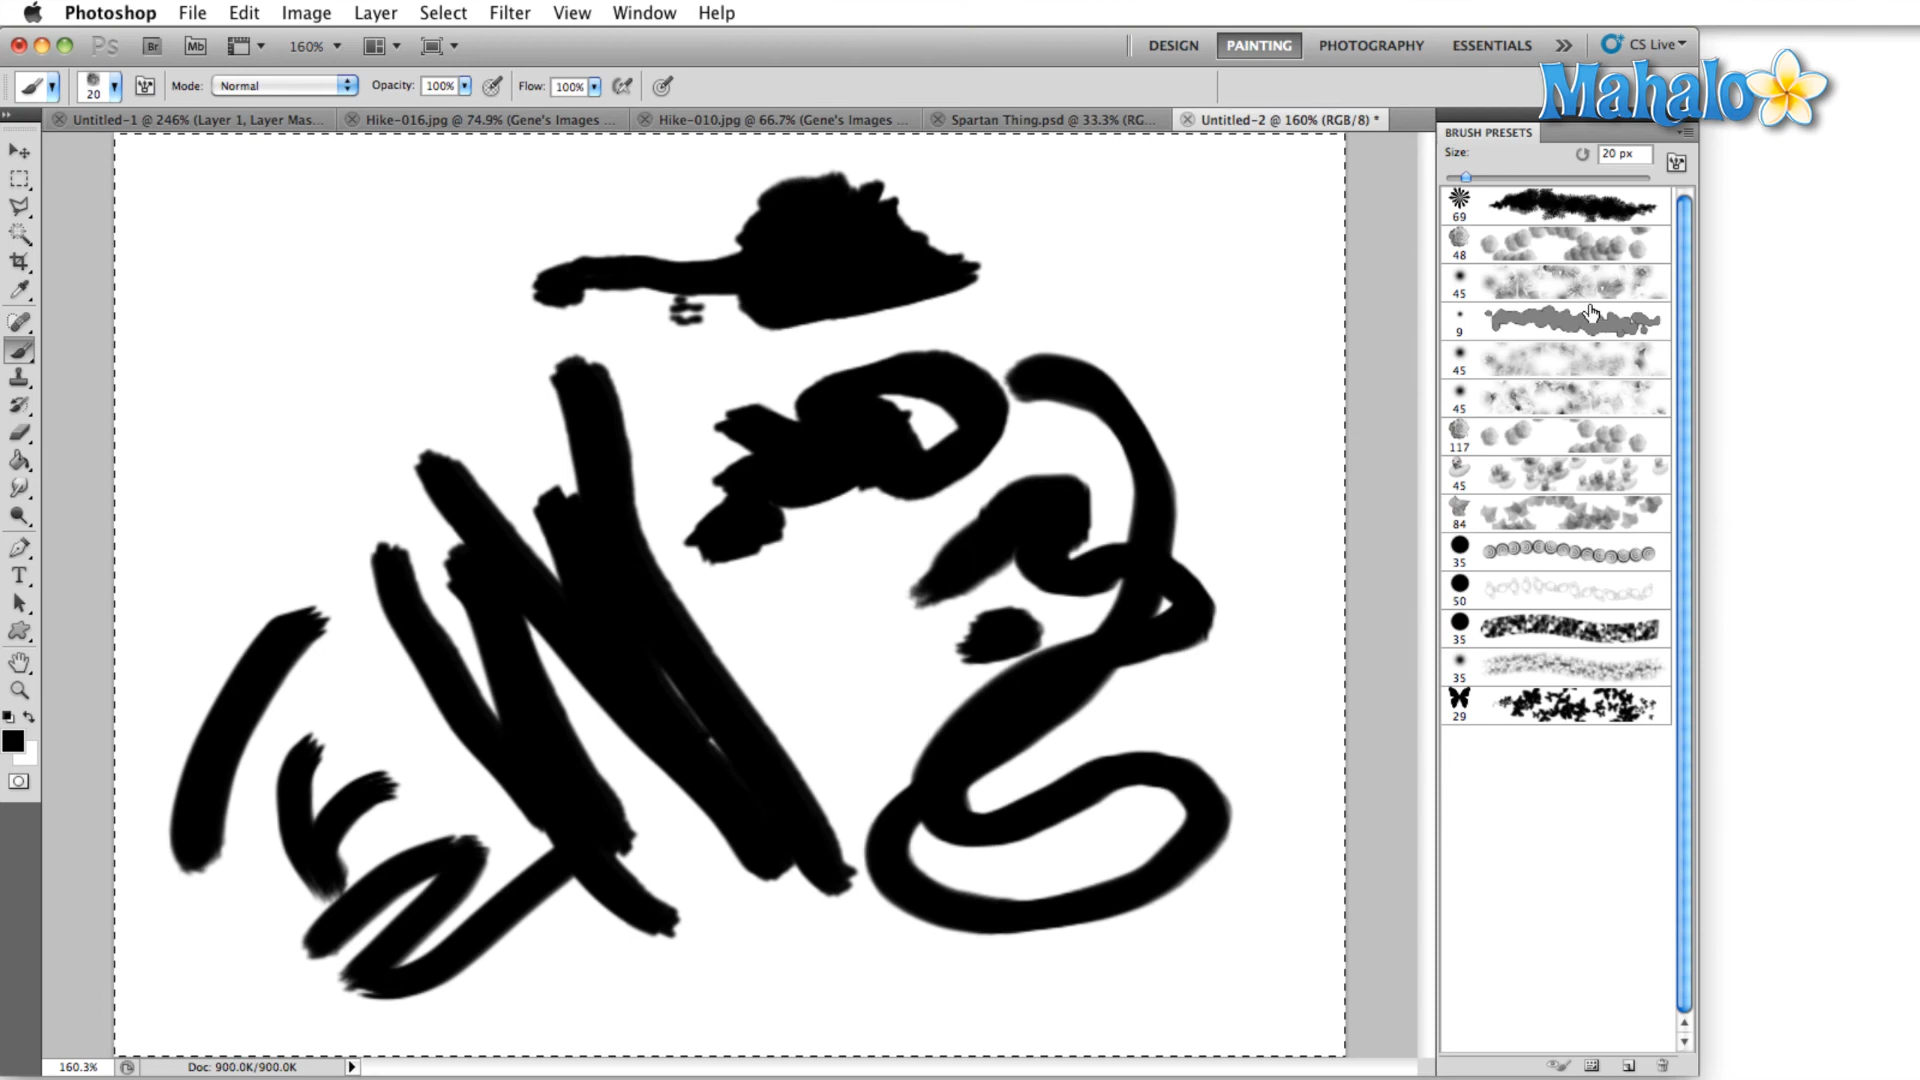 Photoshop File Edit Image Layer Select Filter View Window Help
Ps Br Mb 160% DESIGN PAINTING PHOTOGRAPHY ESSENTIALS CS Live
20 Mode: Normal Opacity: 100% Flow: 100%
Mahalo
Untitled-1 @ 246% (Layer 1, Layer Mas... Hike-016.jpg @ 74.9% (Gene's Images ... Hike-010.jpg @ 66.7% (Gene's Images ... Spartan Thing.psd @ 33.3% (RG... Untitled-2 @ 160% (RGB/8) *
BRUSH PRESETS
Size: 20 px
69
48
45
9
45
45
117
45
84
35
50
35
35
29
T
160.3% Doc: 900.0K/900.0K